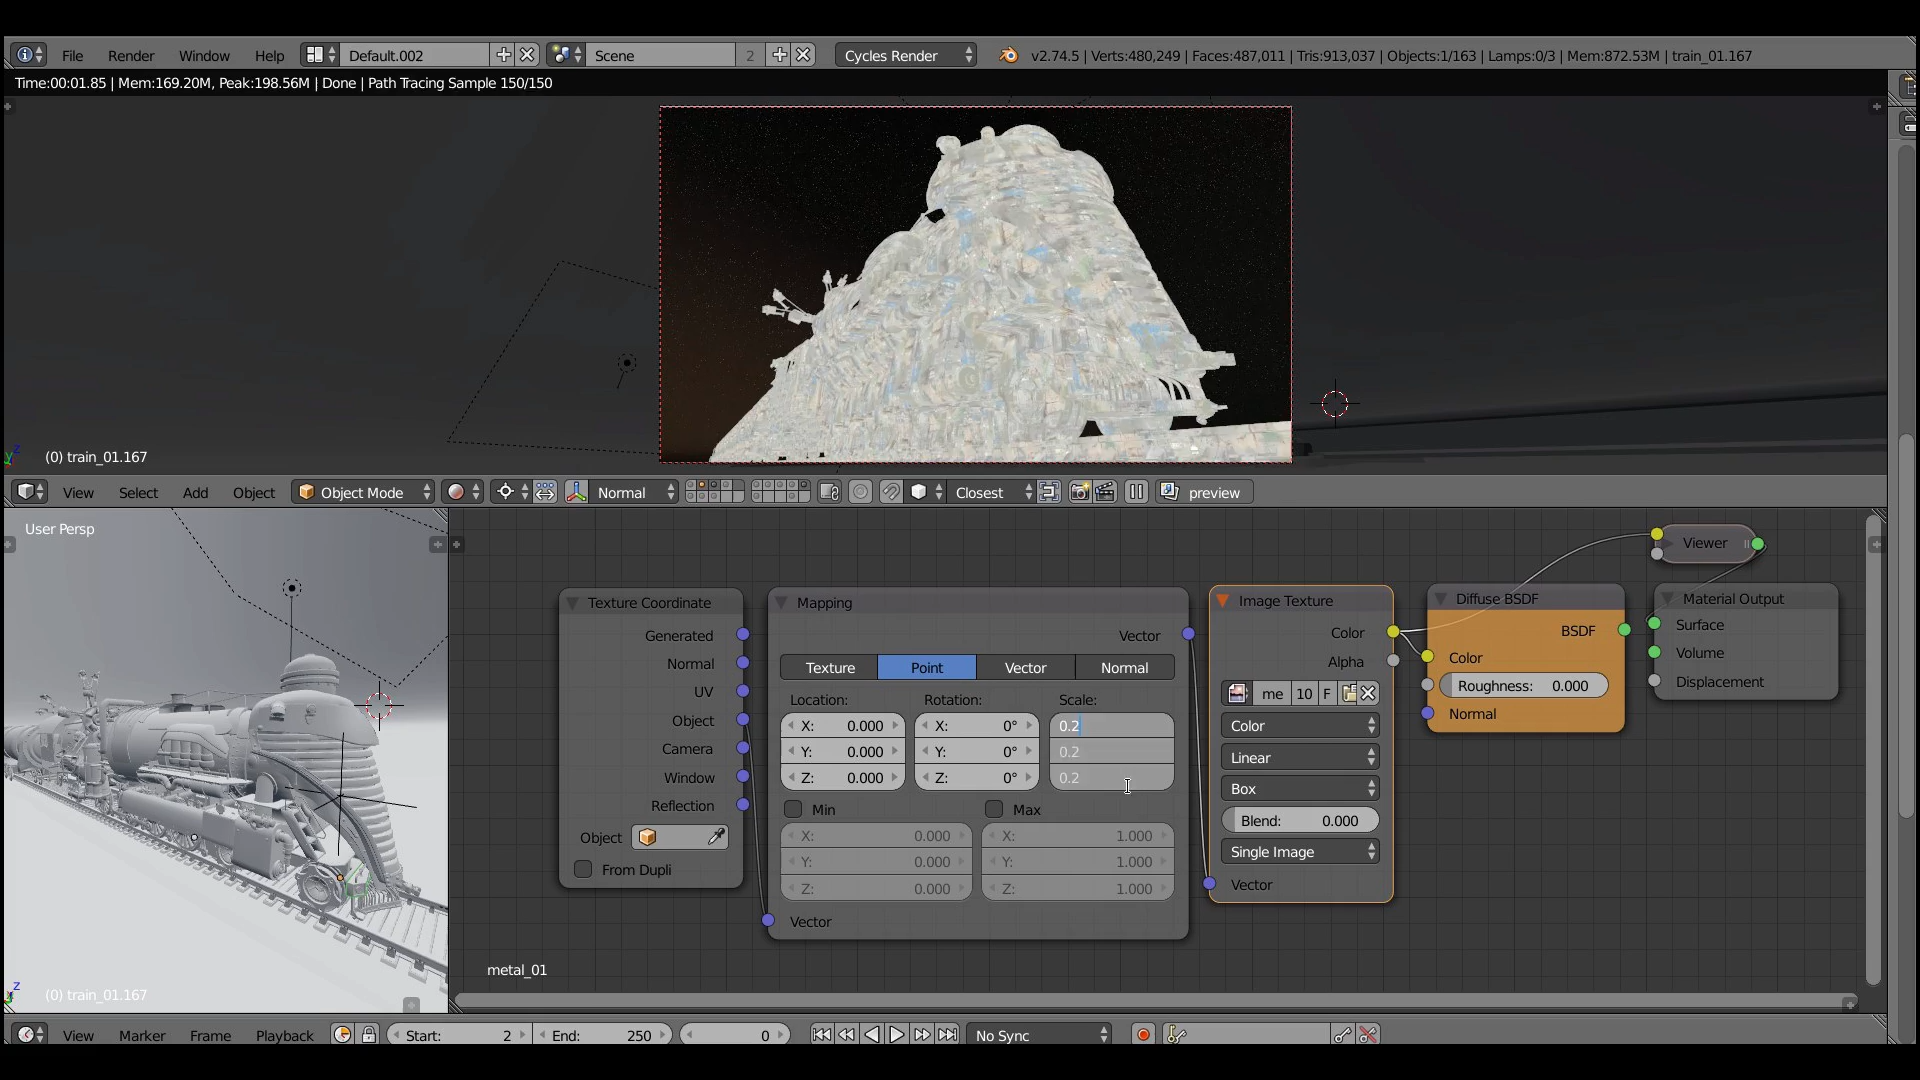 File Render Window Help Default.002 Scene 2 Cycles Render v2.74.5 | Verts:480,249 | Faces:487,011 | Tris:913,037 | Objects:1/163 | Lamps:0/3 | Mem:872.53M | train_01.167
Time:00:01.85 | Mem:169.20M, Peak:198.56M | Done | Path Tracing Sample 150/150
(0) train_01.167
View Select Add Object Object Mode Normal Closest preview
User Persp
Viewer
Texture Coordinate
Generated
Normal
UV
Object
Camera
Window
Reflection
Object
From Dupli
Mapping
Vector
Texture Point Vector Normal
Location: Rotation: Scale:
X: 0.000 X: 0° 0.2
Y: 0.000 Y: 0° 0.2
Z: 0.000 Z: 0° 0.2
Min Max
X: 0.000 X: 1.000
Y: 0.000 Y: 1.000
Z: 0.000 Z: 1.000
Vector
Image Texture
Color
Alpha
me 10 F
Color
Linear
Box
Blend: 0.000
Single Image
Vector
Diffuse BSDF
BSDF
Color
Roughness: 0.000
Normal
Material Output
Surface
Volume
Displacement
metal_01
(0) train_01.167
View Marker Frame Playback Start: 2 End: 250 0 No Sync